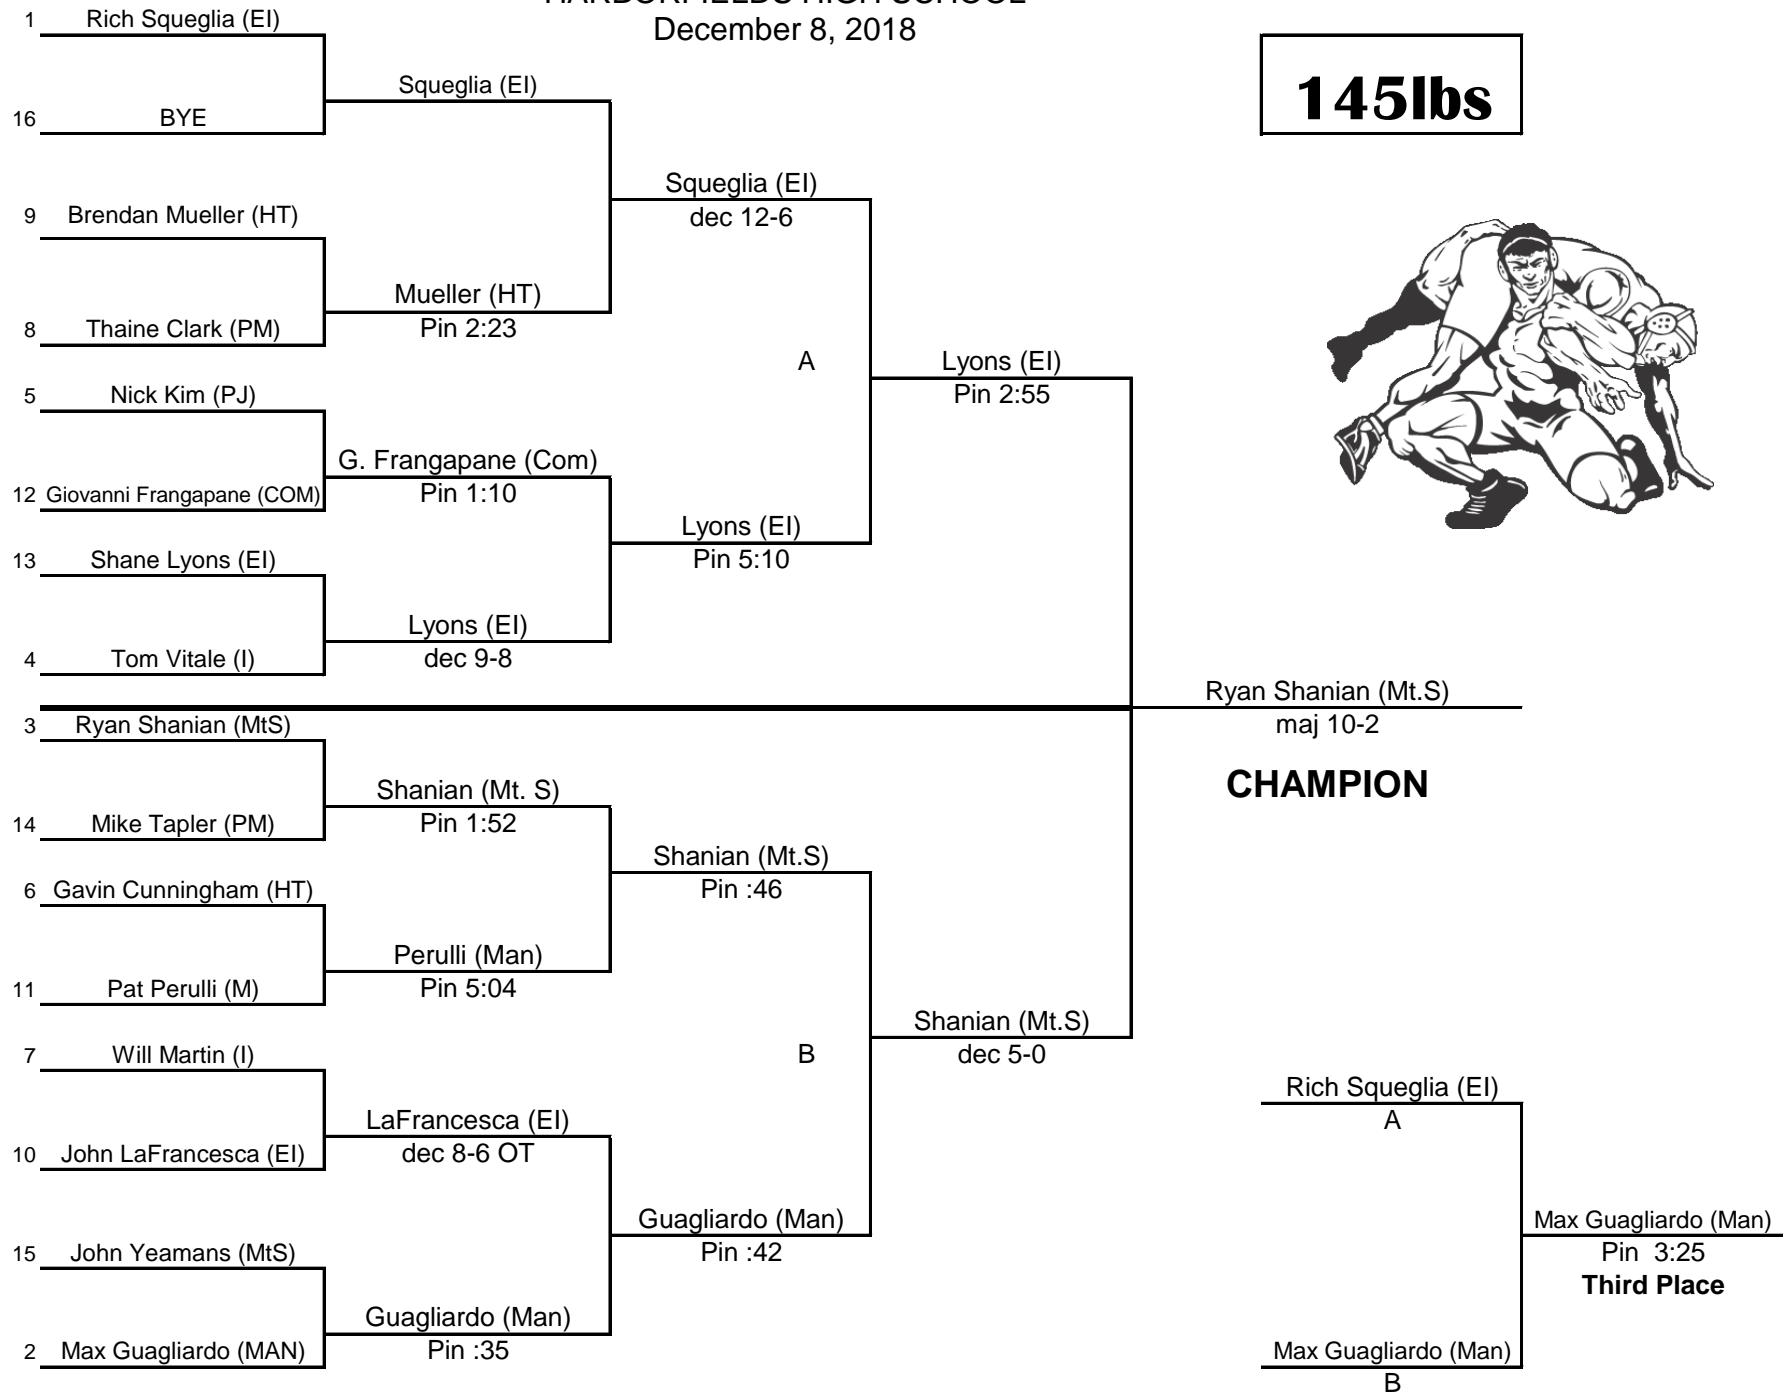 HARBORFIELDS HIGH SCHOOL
December 8, 2018
145lbs
1 Rich Squeglia (EI)
Squeglia (EI)
16 BYE
Squeglia (EI)
dec 12-6
9 Brendan Mueller (HT)
Mueller (HT)
Pin 2:23
8 Thaine Clark (PM)
A
Lyons (EI)
Pin 2:55
5 Nick Kim (PJ)
G. Frangapane (Com)
Pin 1:10
12 Giovanni Frangapane (COM)
Lyons (EI)
Pin 5:10
13 Shane Lyons (EI)
Lyons (EI)
dec 9-8
4 Tom Vitale (I)
Ryan Shanian (Mt.S)
maj 10-2
CHAMPION
3 Ryan Shanian (MtS)
Shanian (Mt. S)
Pin 1:52
14 Mike Tapler (PM)
Shanian (Mt.S)
Pin :46
6 Gavin Cunningham (HT)
Perulli (Man)
Pin 5:04
11 Pat Perulli (M)
B
Shanian (Mt.S)
dec 5-0
7 Will Martin (I)
LaFrancesca (EI)
dec 8-6 OT
10 John LaFrancesca (EI)
Guagliardo (Man)
Pin :42
15 John Yeamans (MtS)
Guagliardo (Man)
Pin :35
2 Max Guagliardo (MAN)
Rich Squeglia (EI)
A
Max Guagliardo (Man)
Pin 3:25
Third Place
Max Guagliardo (Man)
B